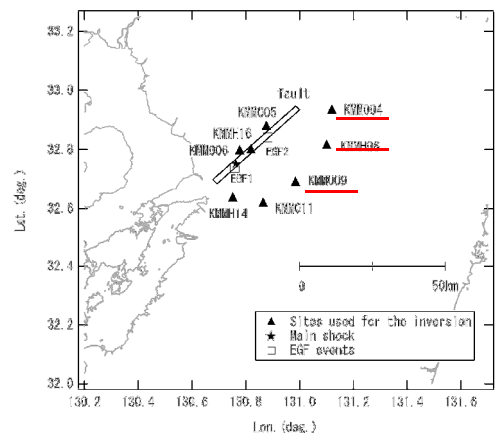 33.2
33.0
32.8
32.6
32.4
32.2
32.0
Lat. (deg.)
Fault
KMM005
KMM004
KMMH16
KMM006
KMMH06
EGF2
EGF1
KMM009
KMMH14
KMM011
0
50km
▲ Sites used for the inversion
★ Main shock
□ EGF events
130.2 130.4 130.6 130.8 131.0 131.2 131.4 131.6
Lon. (deg.)